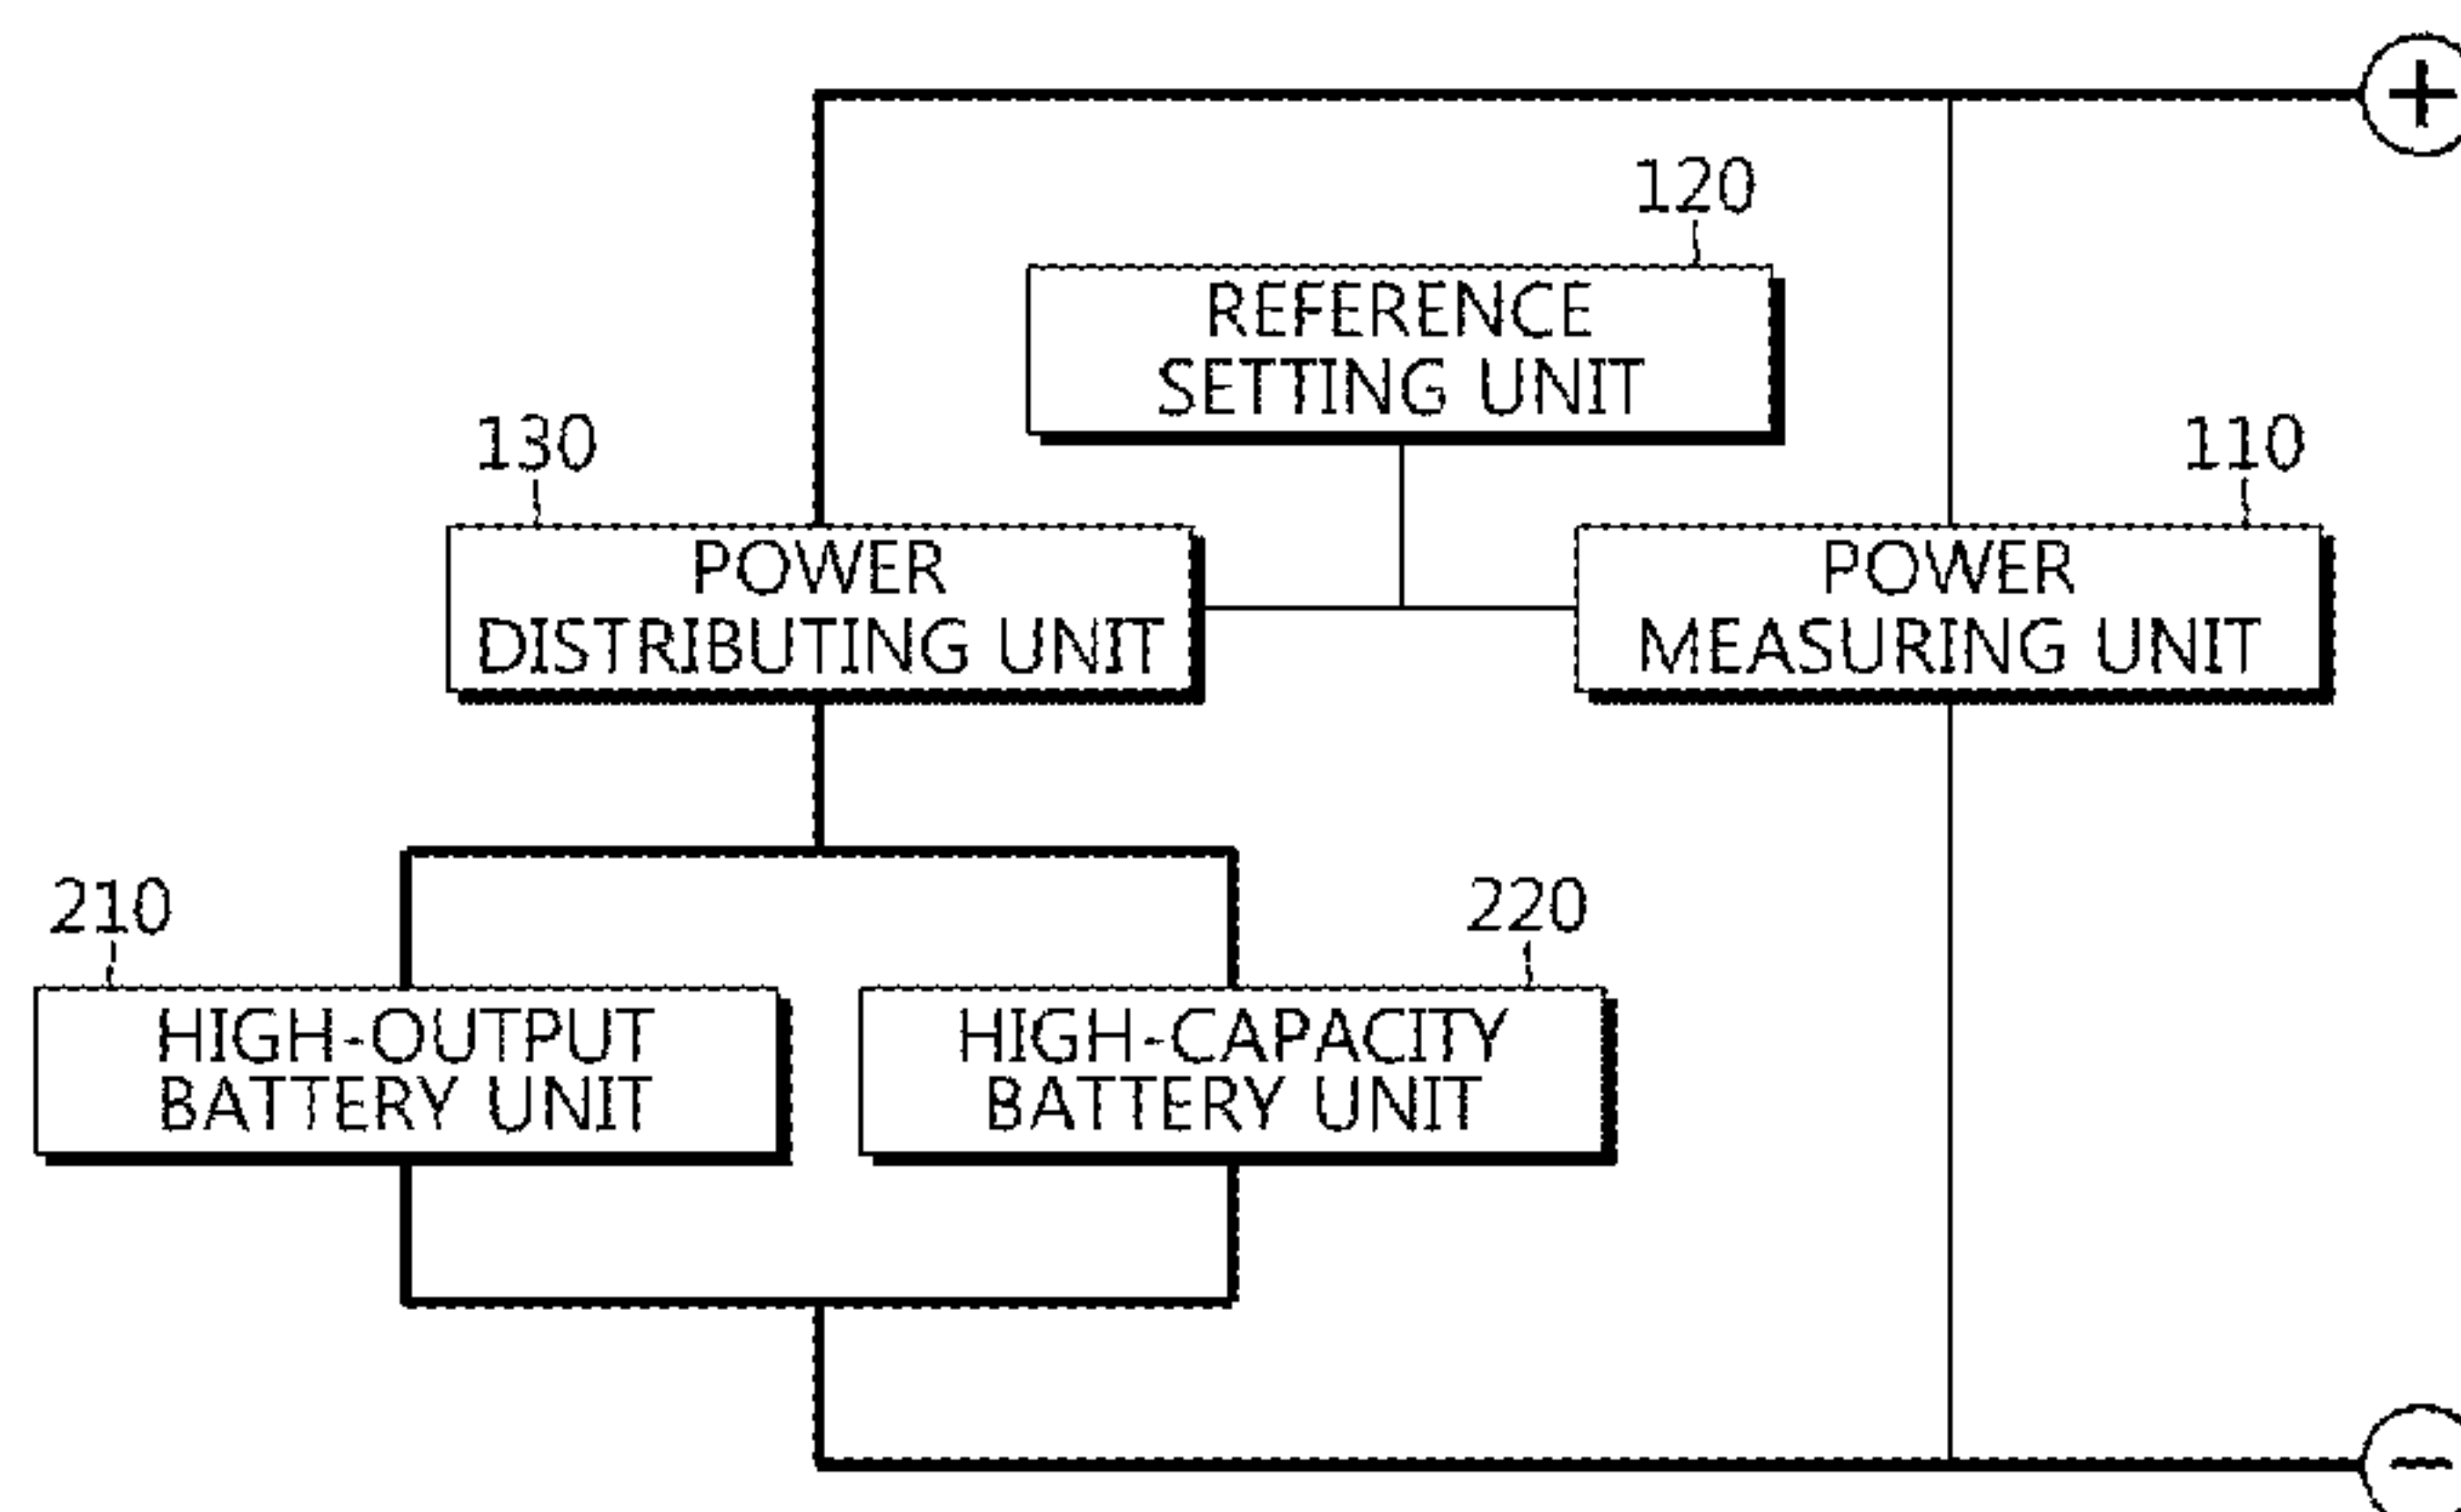 +
120
REFERENCE
SETTING UNIT
130
POWER
DISTRIBUTING UNIT
110
POWER
MEASURING UNIT
210
HIGH-OUTPUT
BATTERY UNIT
220
HIGH-CAPACITY
BATTERY UNIT
−